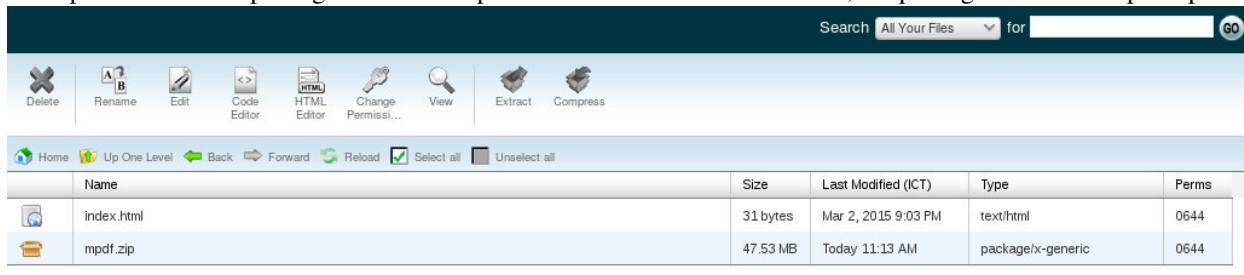 Search All Your Files for GO
Delete Rename Edit Code Editor HTML Editor Change Permissi... View Extract Compress
Home Up One Level Back Forward Reload Select all Unselect all
Name Size Last Modified (ICT) Type Perms
index.html 31 bytes Mar 2, 2015 9:03 PM text/html 0644
mpdf.zip 47.53 MB Today 11:13 AM package/x-generic 0644